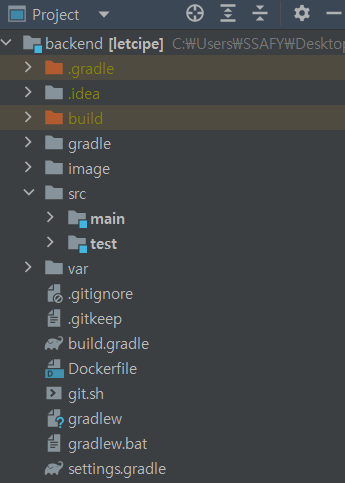 Project
backend [letcipe] C:₩Users₩SSAFY₩Desktop
.gradle
.idea
build
gradle
image
src
main
test
var
.gitignore
.gitkeep
build.gradle
Dockerfile
git.sh
gradlew
gradlew.bat
settings.gradle